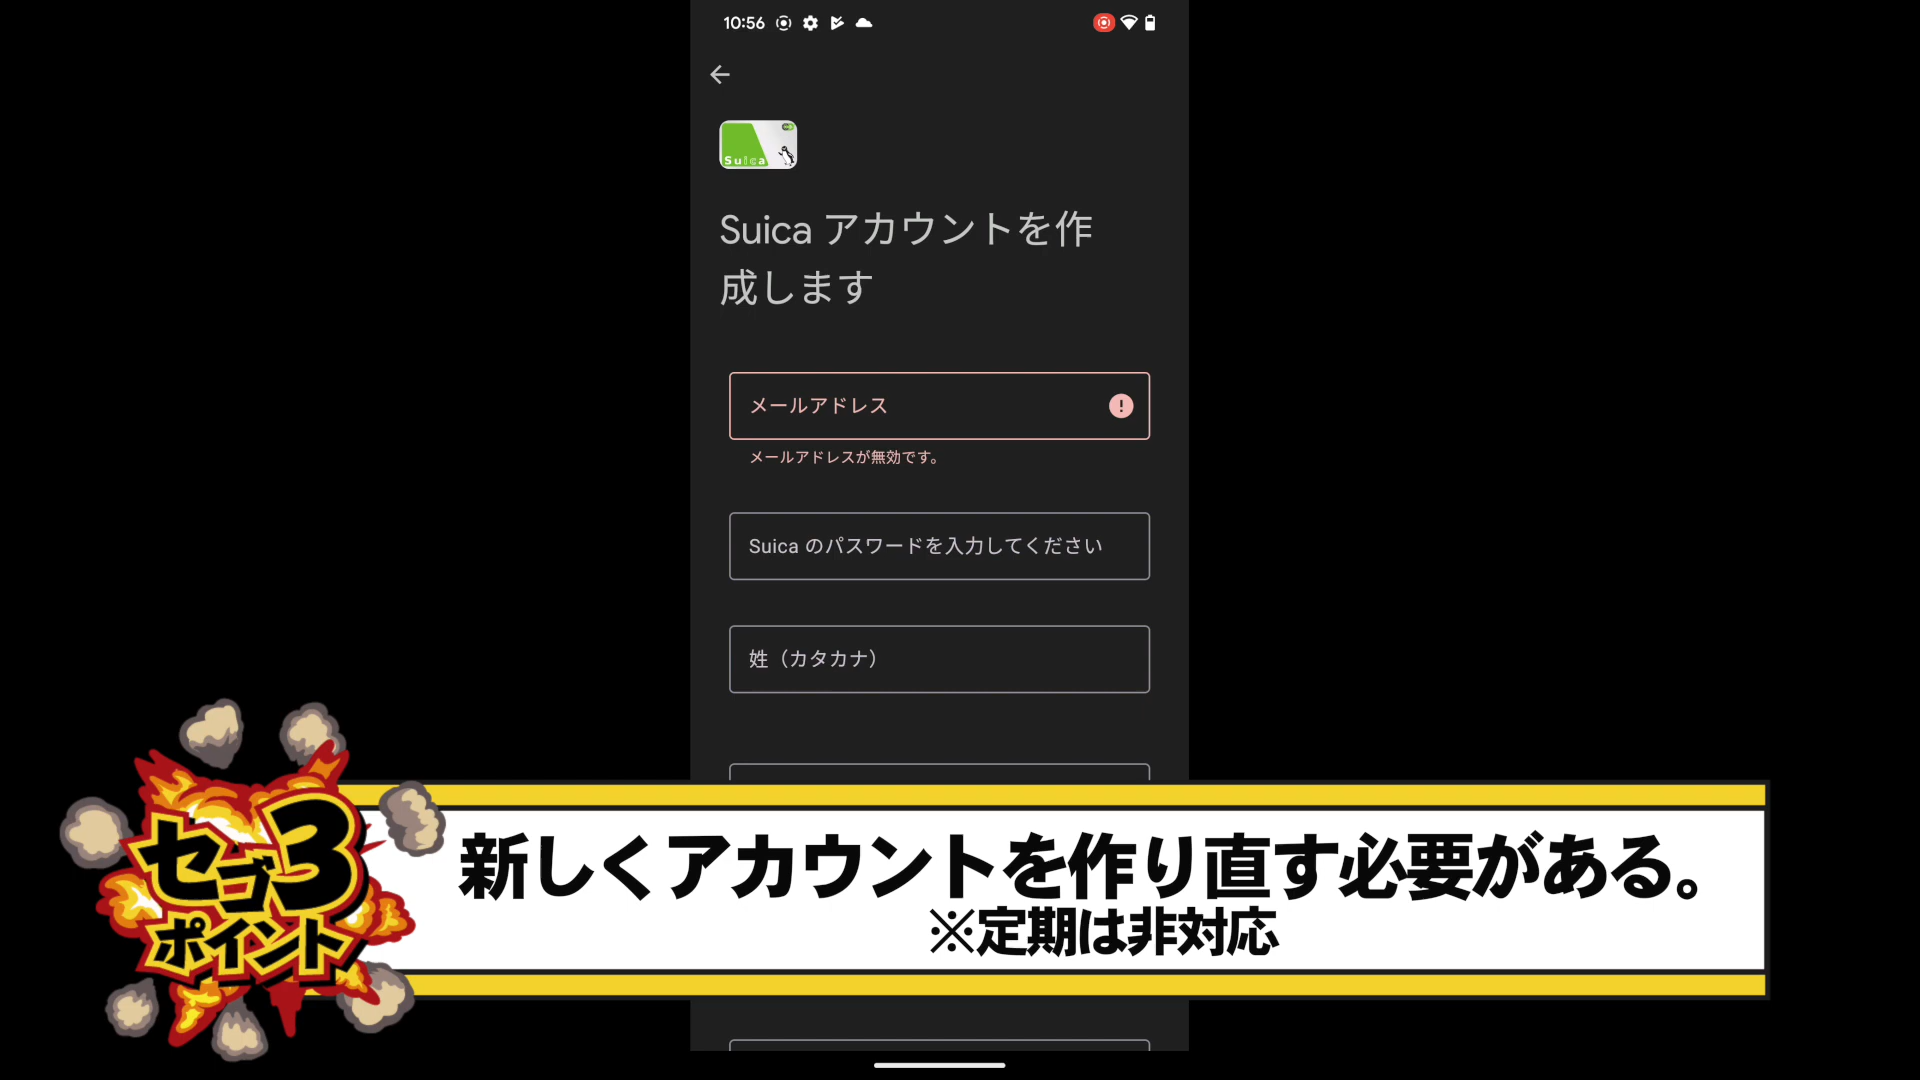 10:56
Suica
Suica アカウントを作
成します
メールアドレス
メールアドレスが無効です。
Suica のパスワードを入力してください
姓（カタカナ）
セゴ3
ポイント
新しくアカウントを作り直す必要がある。
※定期は非対応